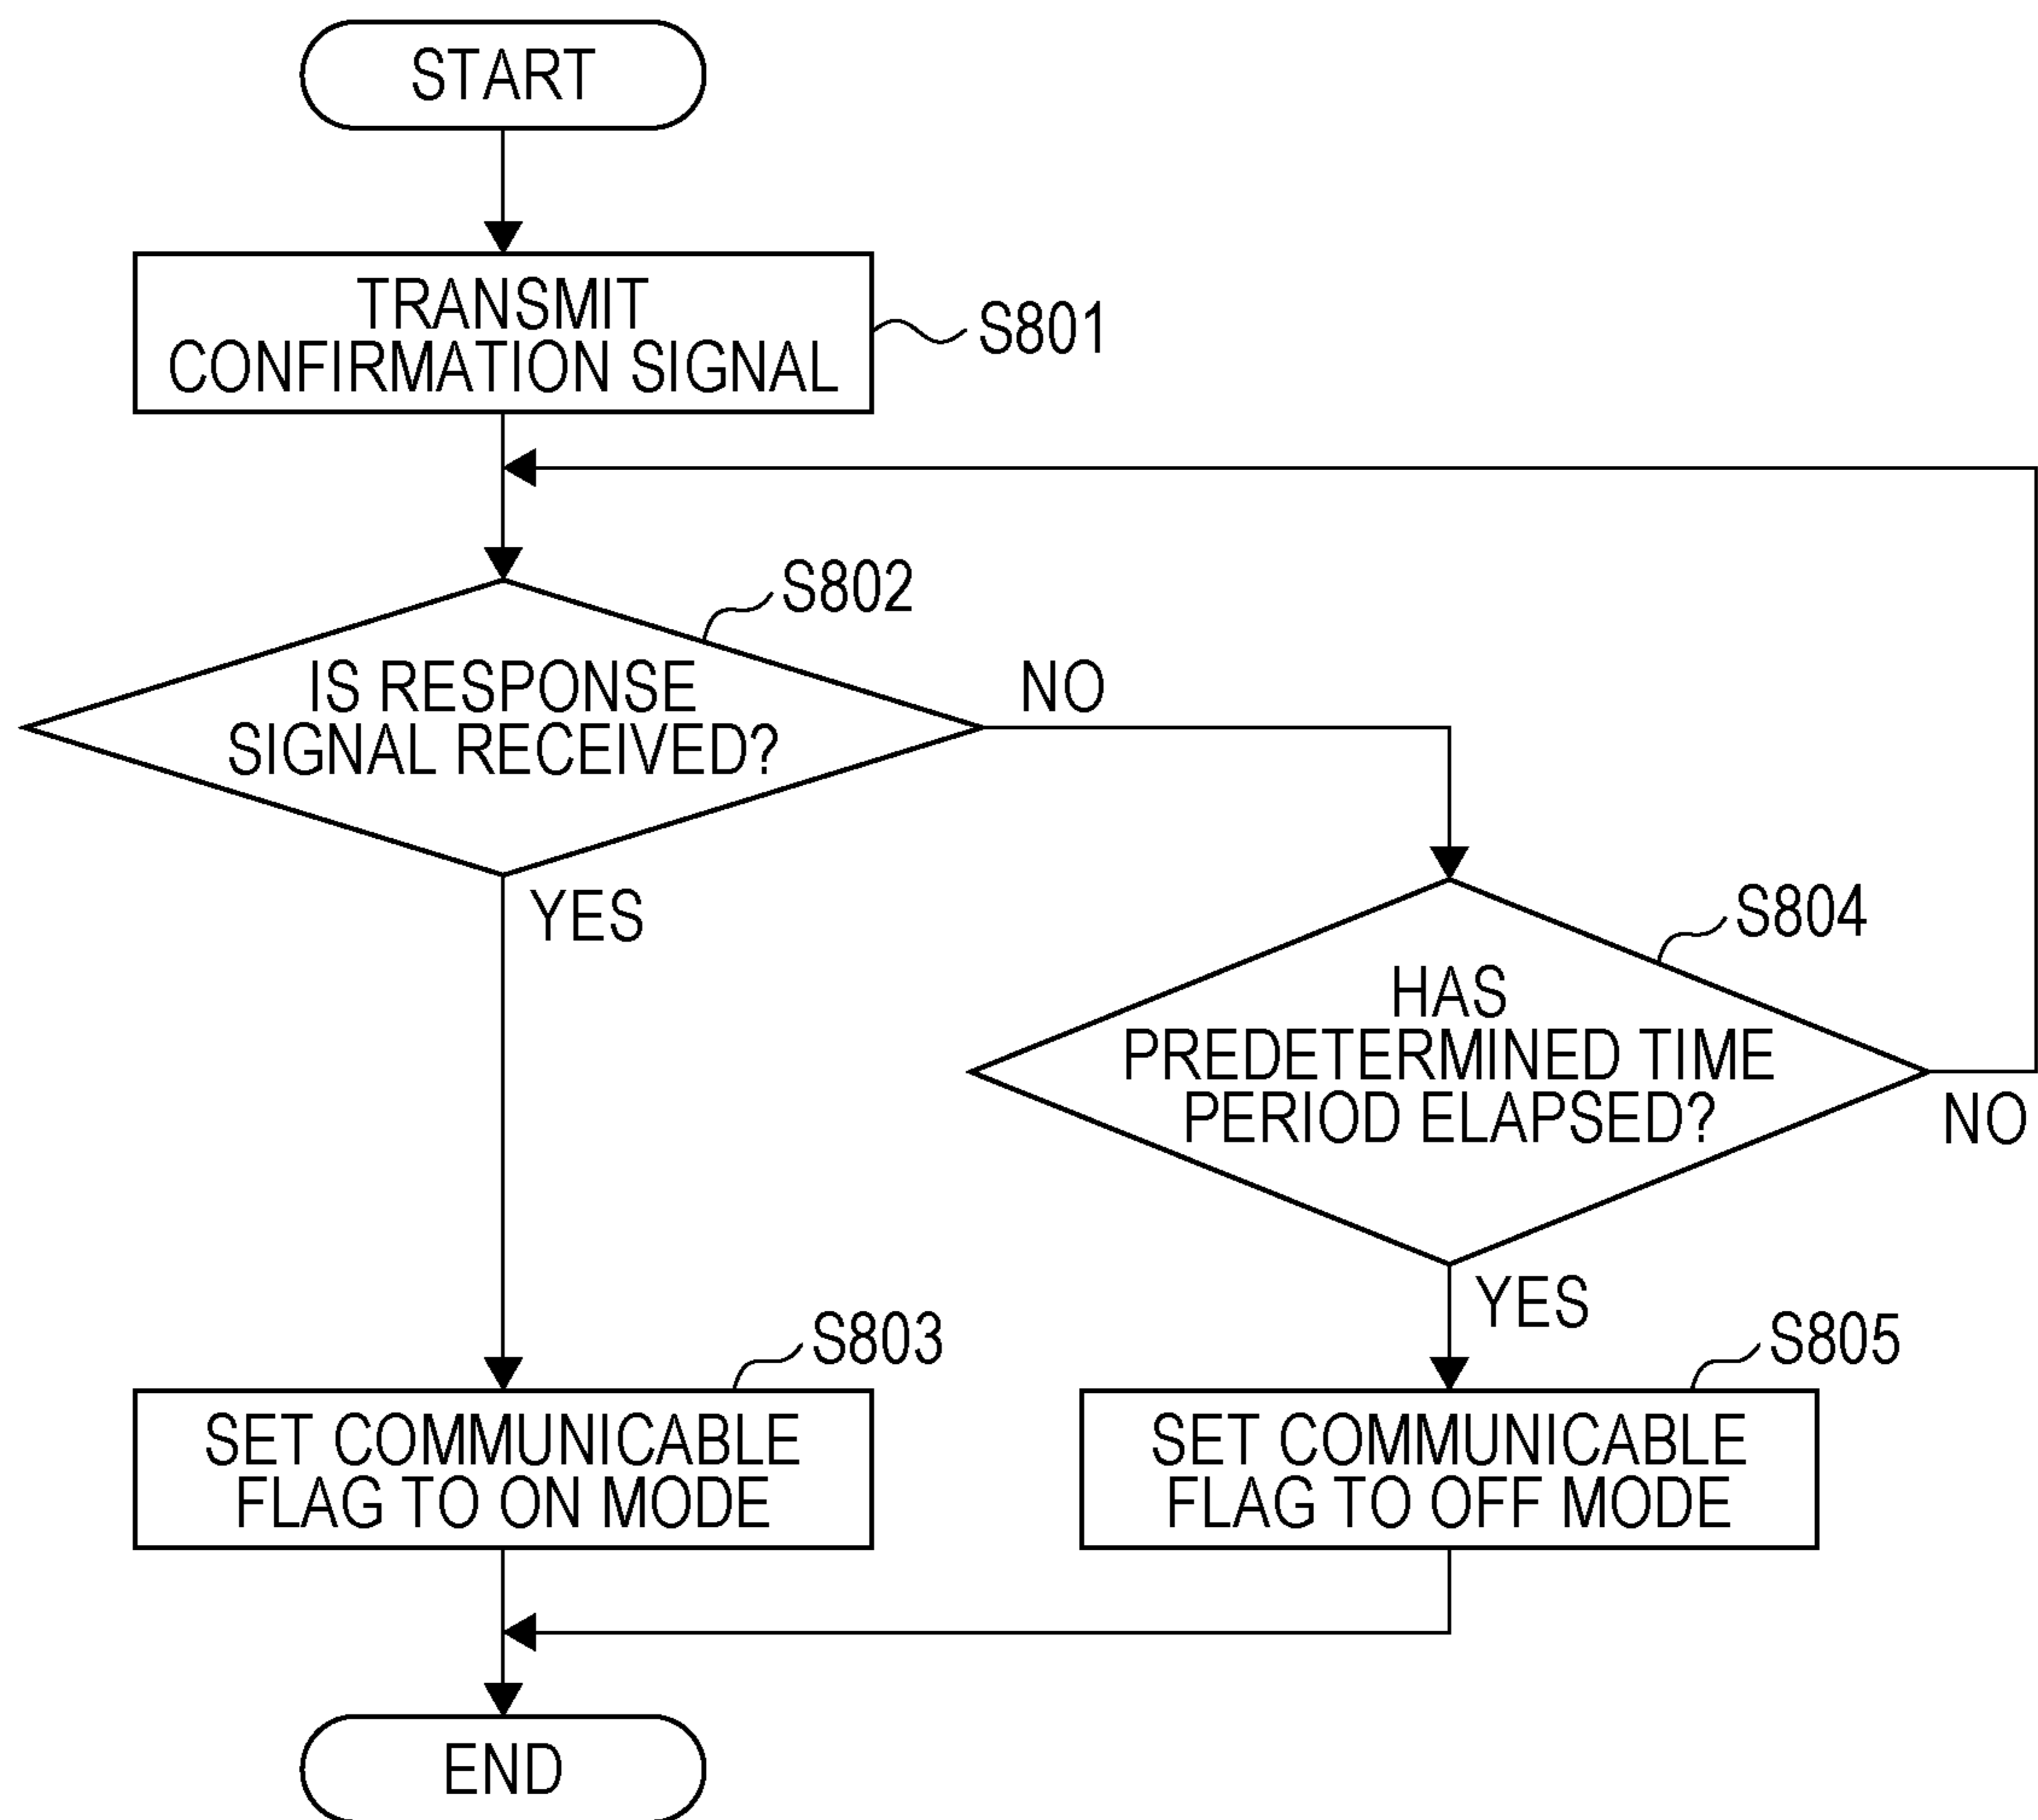 START
TRANSMIT
CONFIRMATION SIGNAL
S801
S802
IS RESPONSE
SIGNAL RECEIVED?
NO
YES
S804
HAS
PREDETERMINED TIME
PERIOD ELAPSED?
NO
YES
S803
SET COMMUNICABLE
FLAG TO ON MODE
S805
SET COMMUNICABLE
FLAG TO OFF MODE
END